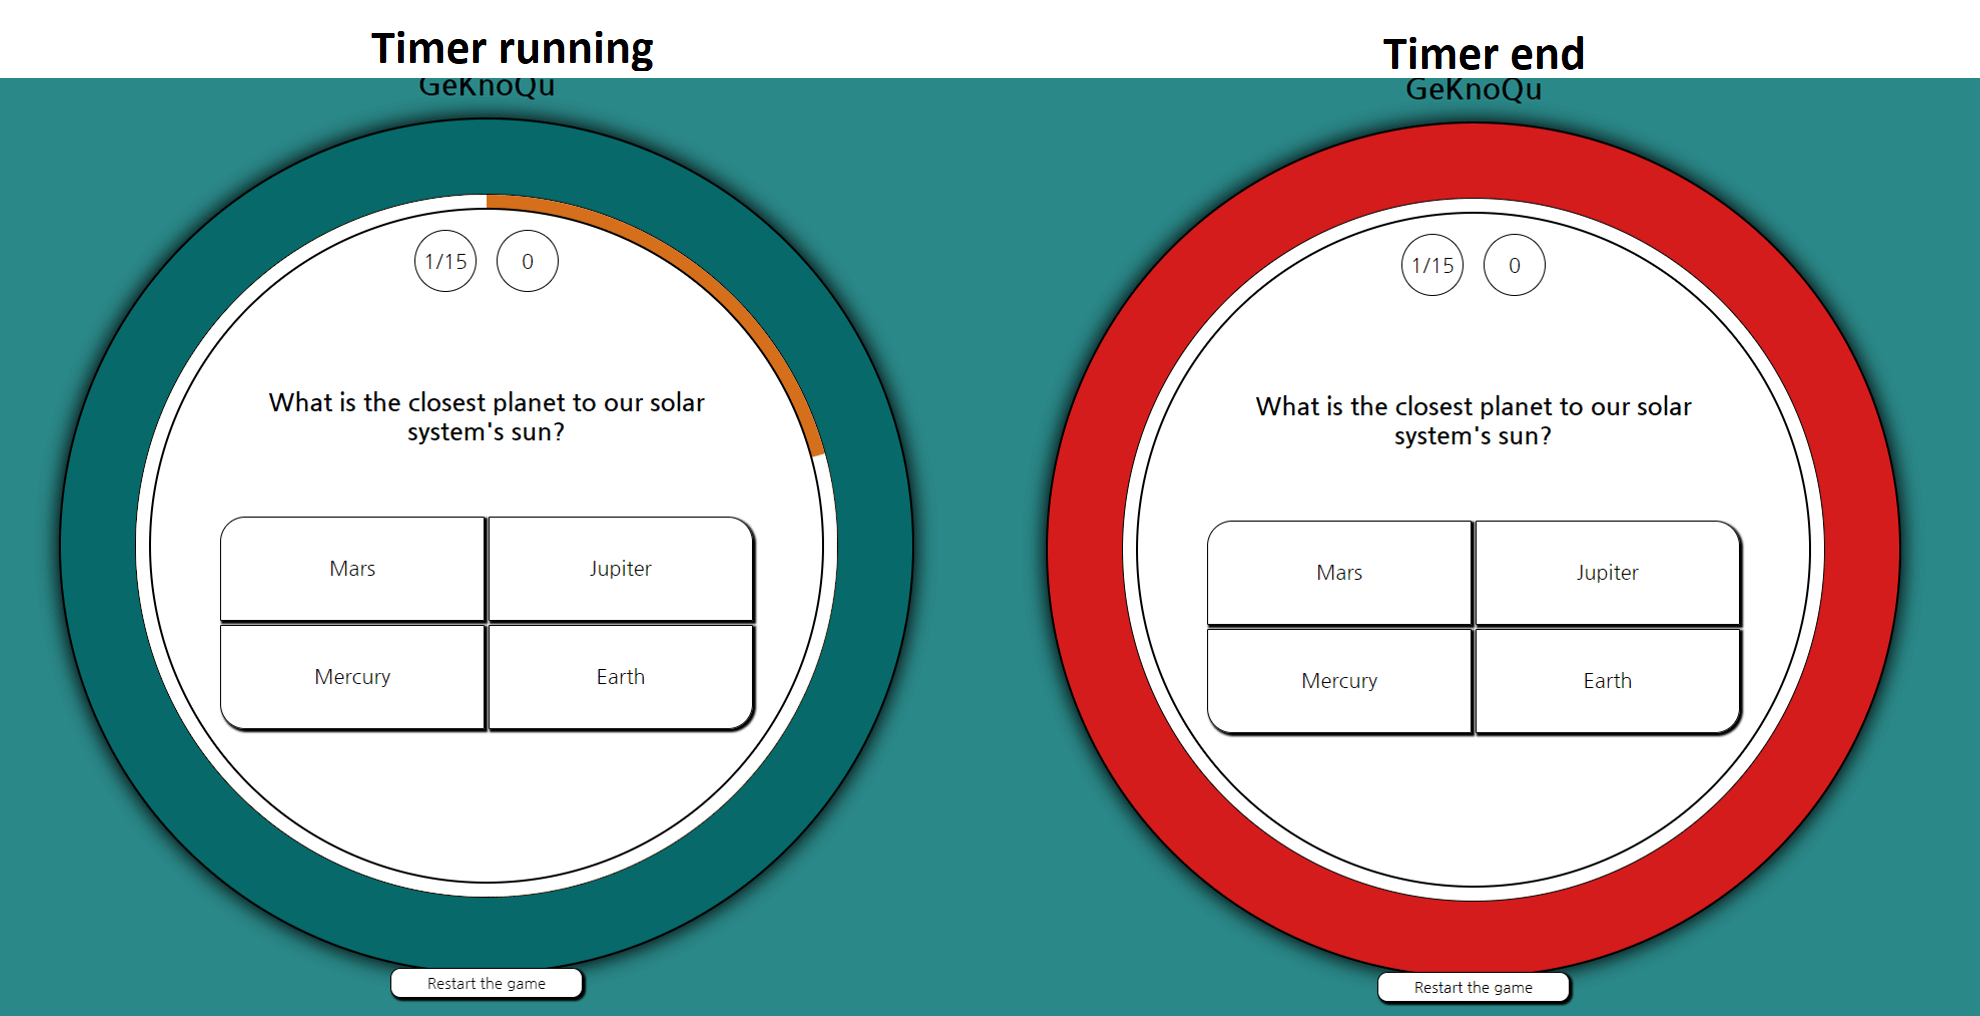 Timer running
GeKnoQu
1/15 0
What is the closest planet to our solar
system's sun?
Mars Jupiter
Mercury Earth
Restart the game
Timer end
GeKnoQu
1/15 0
What is the closest planet to our solar
system's sun?
Mars Jupiter
Mercury Earth
Restart the game